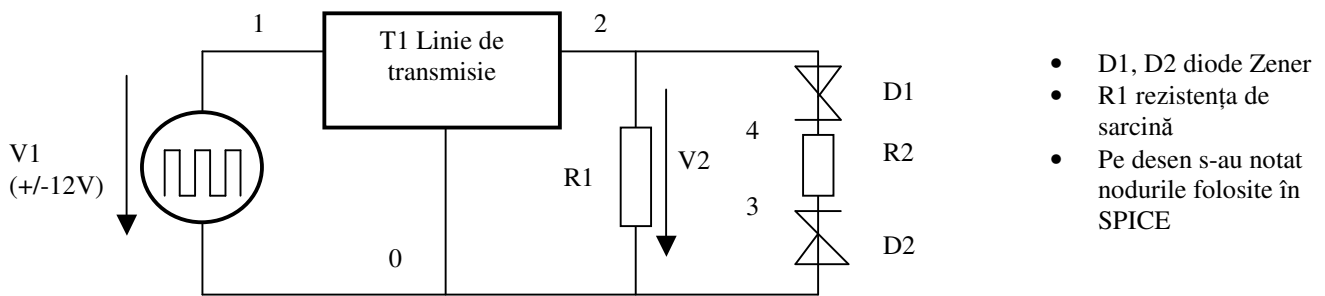 1
T1 Linie de
transmisie
2
V1
(+/-12V)
R1
V2
4
3
0
D1
R2
D2
• D1, D2 diode Zener
• R1 rezistența de
sarcină
• Pe desen s-au notat
nodurile folosite în
SPICE